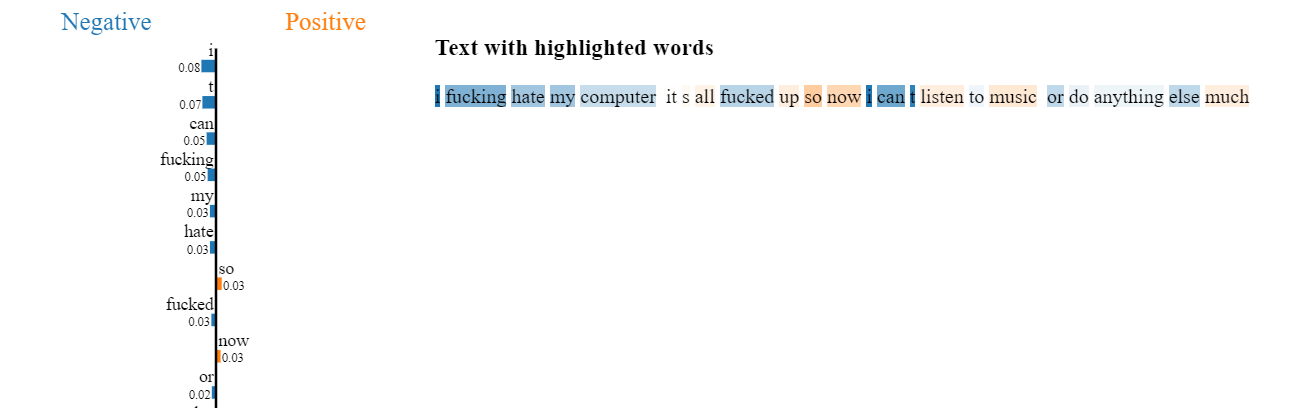 Negative Positive
Text with highlighted words
i fucking hate my computer it s all fucked up so now i can t listen to music or do anything else much
i
0.08
t
0.07
can
0.05
fucking
0.05
my
0.03
hate
0.03
so
0.03
fucked
0.03
now
0.03
or
0.02